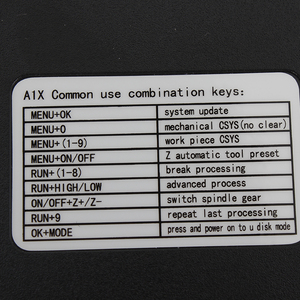 A1X Common use combination keys:
MENU+OK system update
MENU+0 mechanical CSYS(no clear)
MENU+(1-9) work piece CSYS
MENU+ON/OFF Z automatic tool preset
RUN+(1-8) break processing
RUN+HIGH/LOW advanced process
ON/OFF+Z+/Z- switch spindle gear
RUN+9 repeat last processing
OK+MODE press and power on to u disk mode